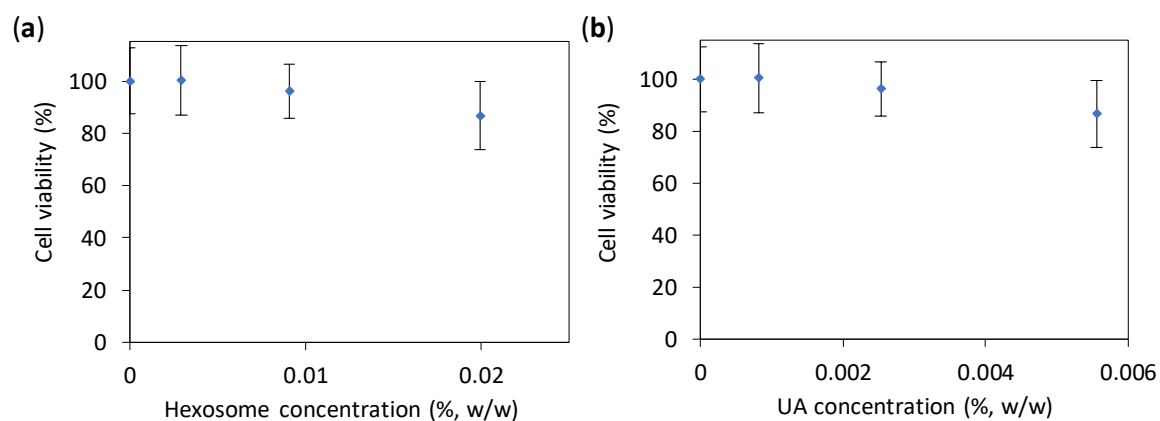 (a)
Cell viability (%)
100
80
60
40
20
0
0 0.01 0.02
Hexosome concentration (%, w/w)
(b)
Cell viability (%)
100
80
60
40
20
0
0 0.002 0.004 0.006
UA concentration (%, w/w)